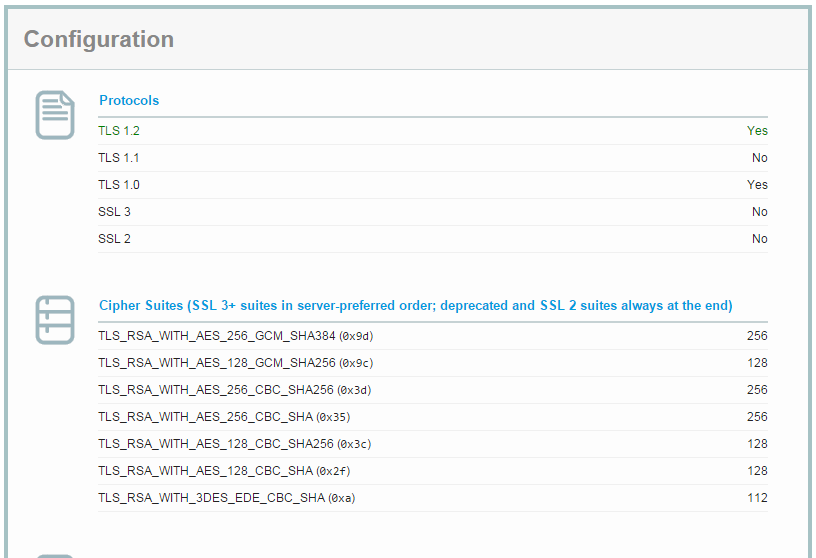 Configuration
Protocols
TLS 1.2 Yes
TLS 1.1 No
TLS 1.0 Yes
SSL 3 No
SSL 2 No
Cipher Suites (SSL 3+ suites in server-preferred order; deprecated and SSL 2 suites always at the end)
TLS_RSA_WITH_AES_256_GCM_SHA384 (0x9d) 256
TLS_RSA_WITH_AES_128_GCM_SHA256 (0x9c) 128
TLS_RSA_WITH_AES_256_CBC_SHA256 (0x3d) 256
TLS_RSA_WITH_AES_256_CBC_SHA (0x35) 256
TLS_RSA_WITH_AES_128_CBC_SHA256 (0x3c) 128
TLS_RSA_WITH_AES_128_CBC_SHA (0x2f) 128
TLS_RSA_WITH_3DES_EDE_CBC_SHA (0xa) 112